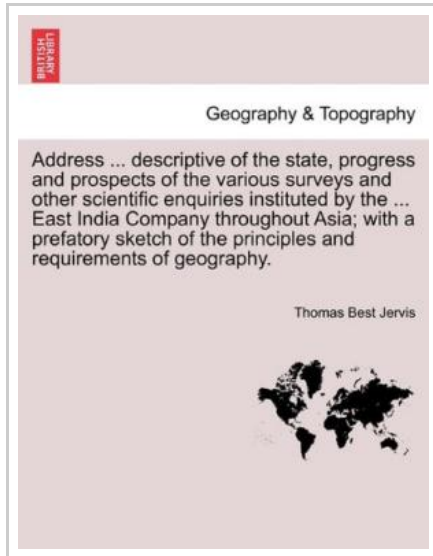 BRITISH
LIBRARY
Geography & Topography
Address ... descriptive of the state, progress
and prospects of the various surveys and
other scientific enquiries instituted by the ...
East India Company throughout Asia; with a
prefatory sketch of the principles and
requirements of geography.
Thomas Best Jervis